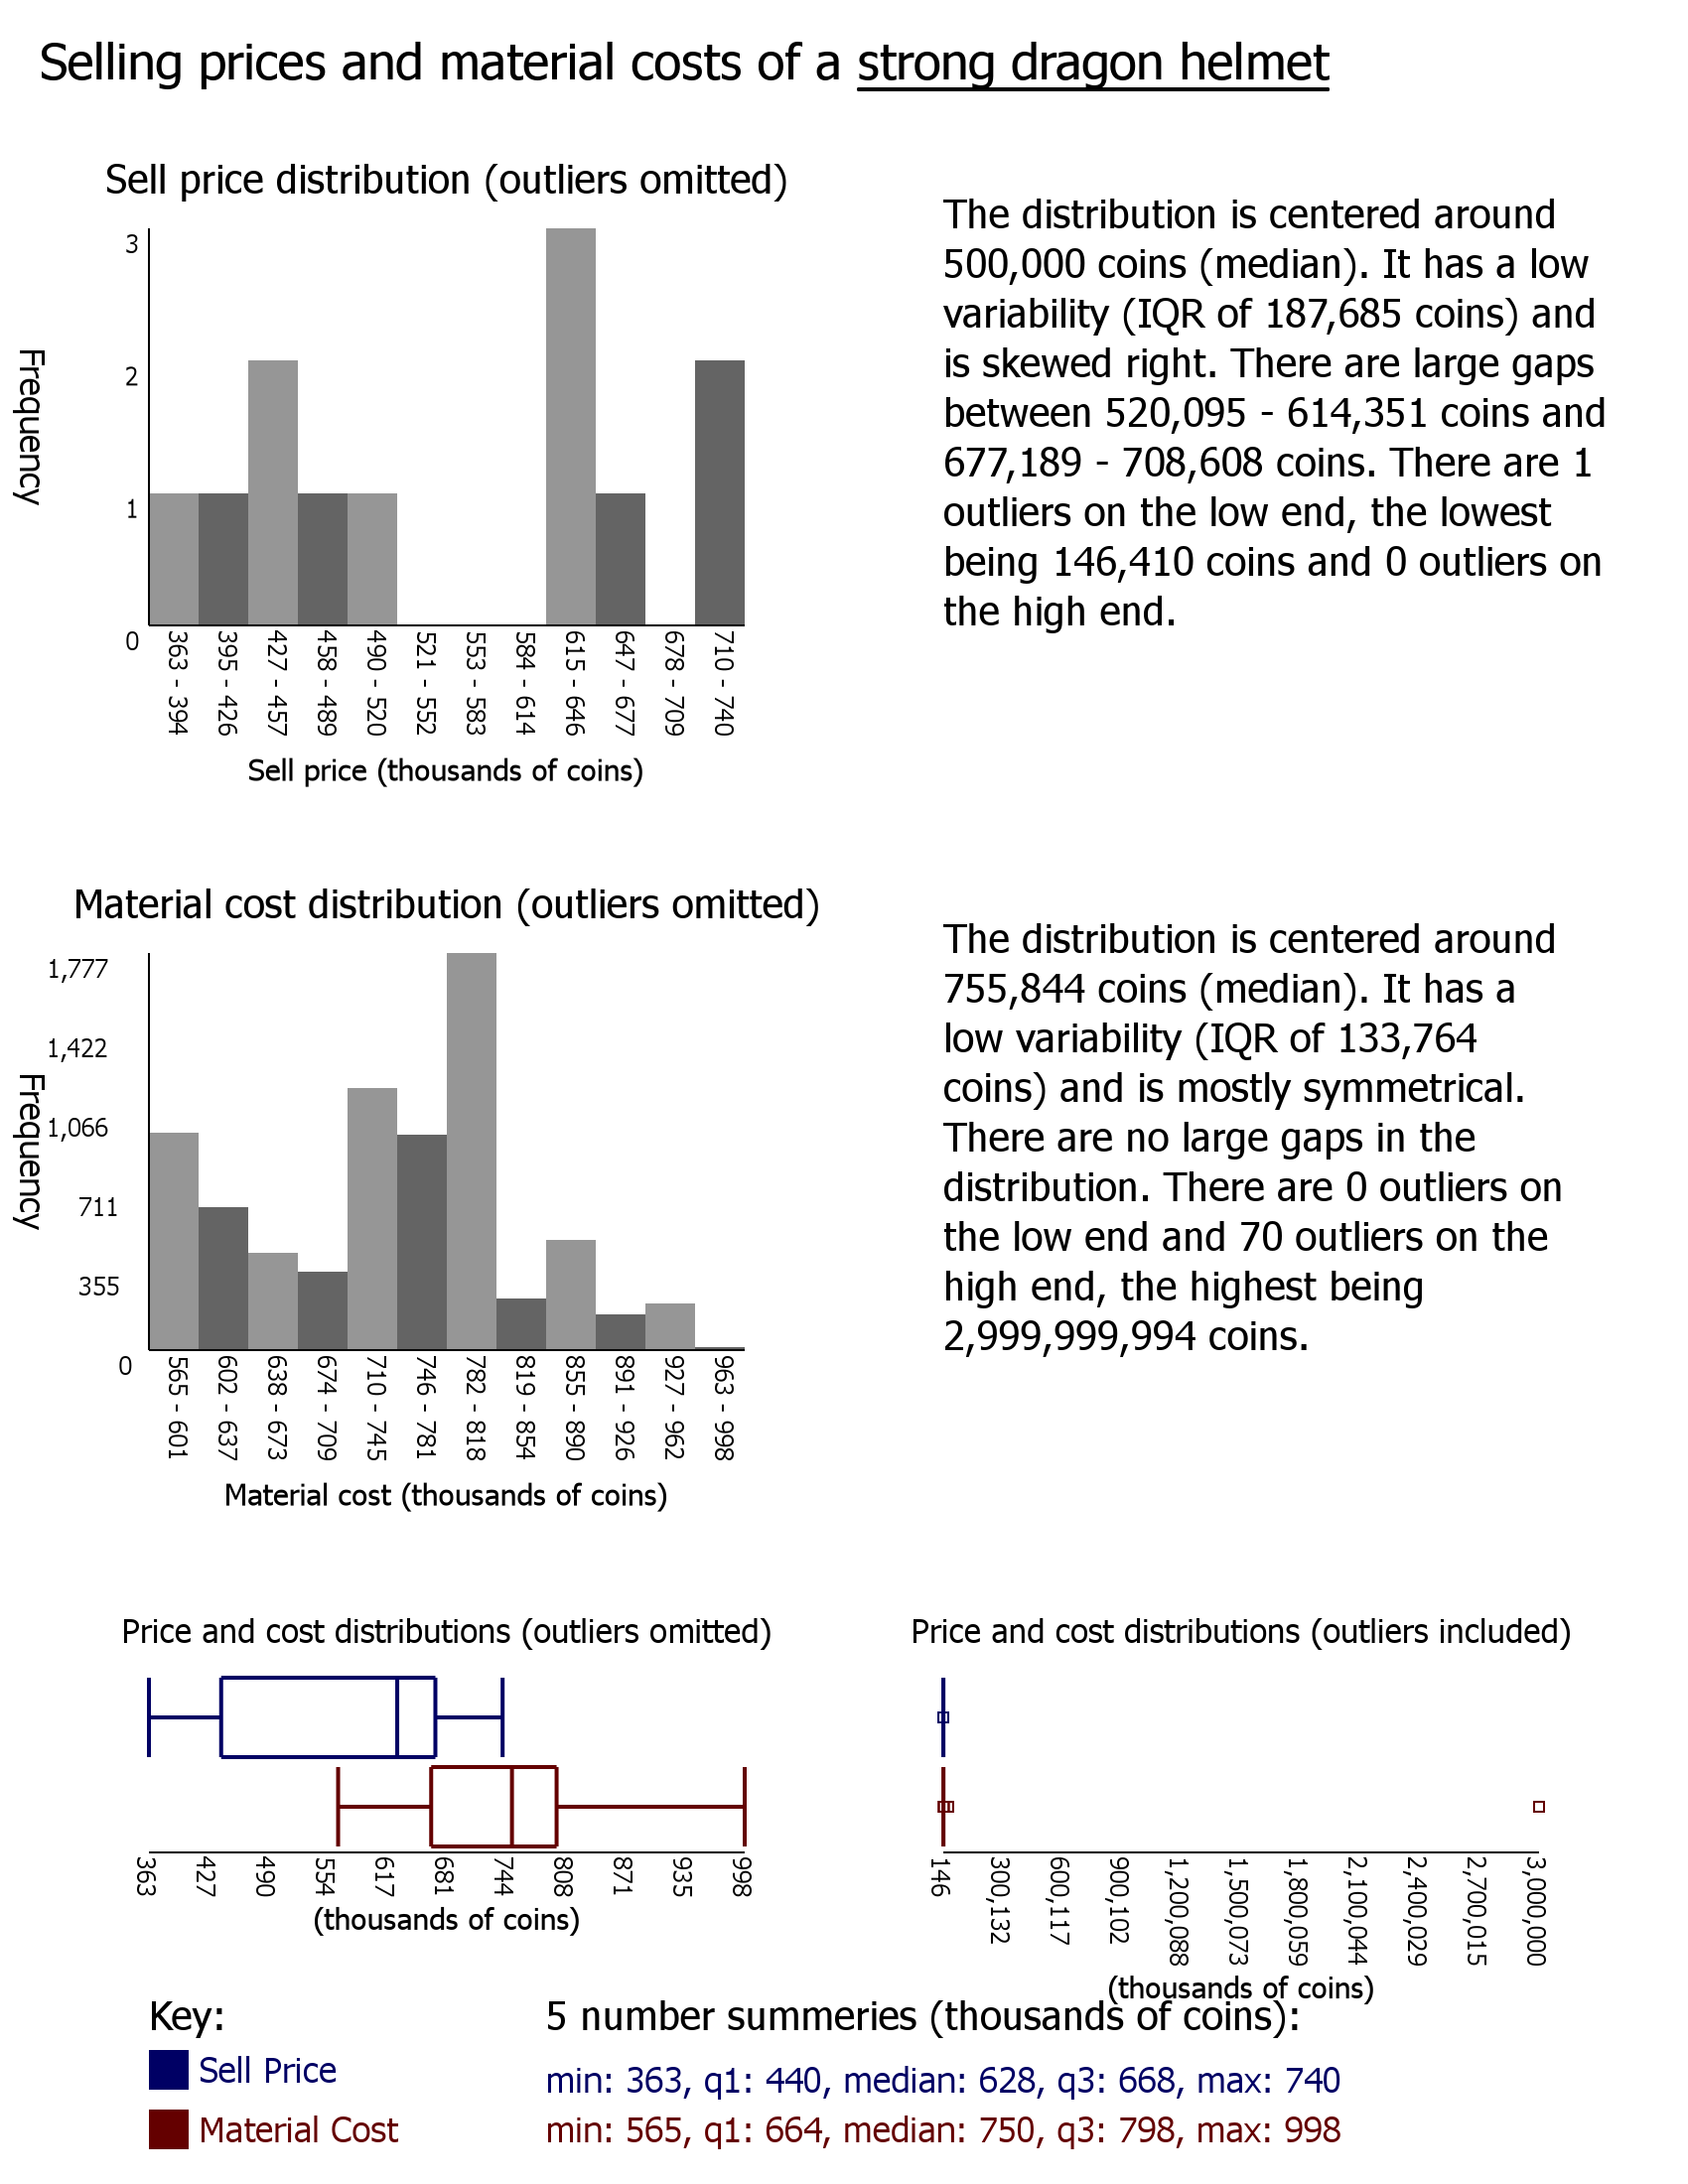 Selling prices and material costs of a strong dragon helmet
Sell price distribution (outliers omitted)
Frequency
3
2
1
0
363 - 394
395 - 426
427 - 457
458 - 489
490 - 520
521 - 552
553 - 583
584 - 614
615 - 646
647 - 677
678 - 709
710 - 740
Sell price (thousands of coins)
The distribution is centered around
500,000 coins (median). It has a low
variability (IQR of 187,685 coins) and
is skewed right. There are large gaps
between 520,095 - 614,351 coins and
677,189 - 708,608 coins. There are 1
outliers on the low end, the lowest
being 146,410 coins and 0 outliers on
the high end.
Material cost distribution (outliers omitted)
Frequency
1,777
1,422
1,066
711
355
0
565 - 601
602 - 637
638 - 673
674 - 709
710 - 745
746 - 781
782 - 818
819 - 854
855 - 890
891 - 926
927 - 962
963 - 998
Material cost (thousands of coins)
The distribution is centered around
755,844 coins (median). It has a
low variability (IQR of 133,764
coins) and is mostly symmetrical.
There are no large gaps in the
distribution. There are 0 outliers on
the low end and 70 outliers on the
high end, the highest being
2,999,999,994 coins.
Price and cost distributions (outliers omitted)
363
427
490
554
617
681
744
808
871
935
998
(thousands of coins)
Price and cost distributions (outliers included)
146
300,132
600,117
900,102
1,200,088
1,500,073
1,800,059
2,100,044
2,400,029
2,700,015
3,000,000
(thousands of coins)
Key:
Sell Price
Material Cost
5 number summeries (thousands of coins):
min: 363, q1: 440, median: 628, q3: 668, max: 740
min: 565, q1: 664, median: 750, q3: 798, max: 998